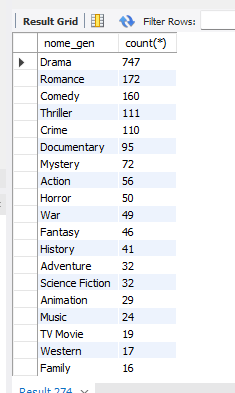 Result Grid Filter Rows:
nome_gen count(*)
Drama 747
Romance 172
Comedy 160
Thriller 111
Crime 110
Documentary 95
Mystery 72
Action 56
Horror 50
War 49
Fantasy 46
History 41
Adventure 32
Science Fiction 32
Animation 29
Music 24
TV Movie 19
Western 17
Family 16
Result 274